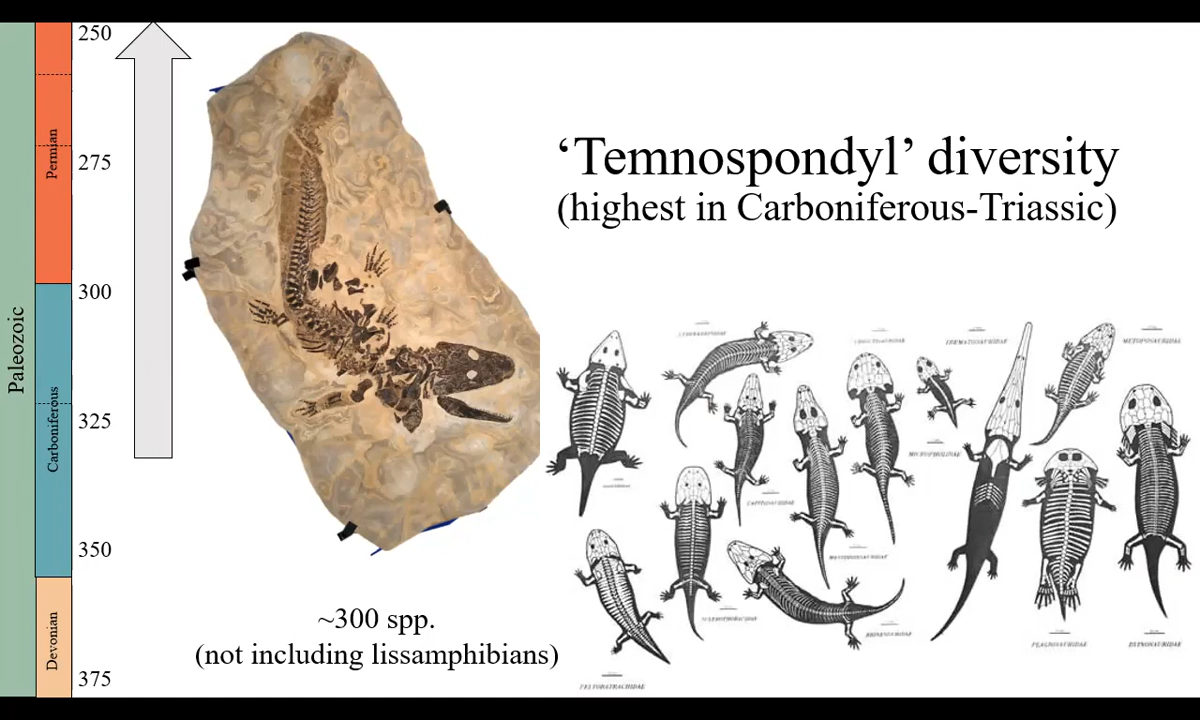 Paleozoic
Permian
Carboniferous
Devonian
250
275
300
325
350
375
‘Temnospondyl’ diversity
(highest in Carboniferous-Triassic)
~300 spp.
(not including lissamphibians)
METOPOSAURIDAE
PLAGIOSAURIDAE
PELTOBATRACHIDAE